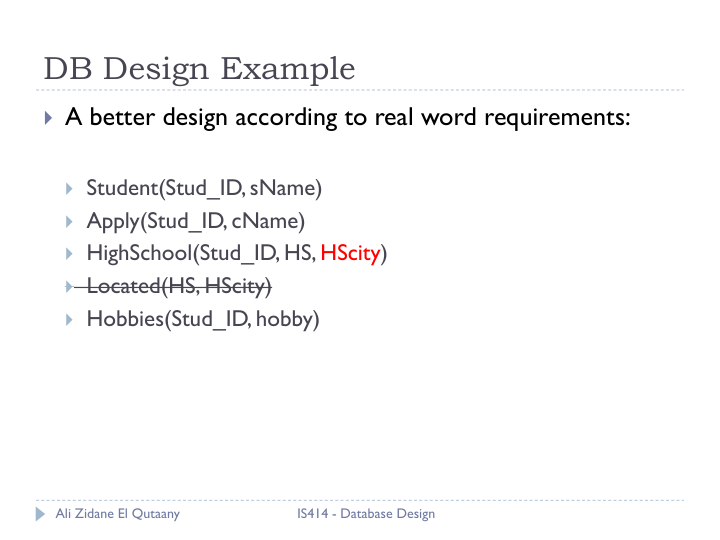 DB Design Example
A better design according to real word requirements:
Student(Stud_ID, sName)
Apply(Stud_ID, cName)
HighSchool(Stud_ID, HS, HScity)
Located(HS, HScity)
Hobbies(Stud_ID, hobby)
Ali Zidane El Qutaany
IS414 - Database Design